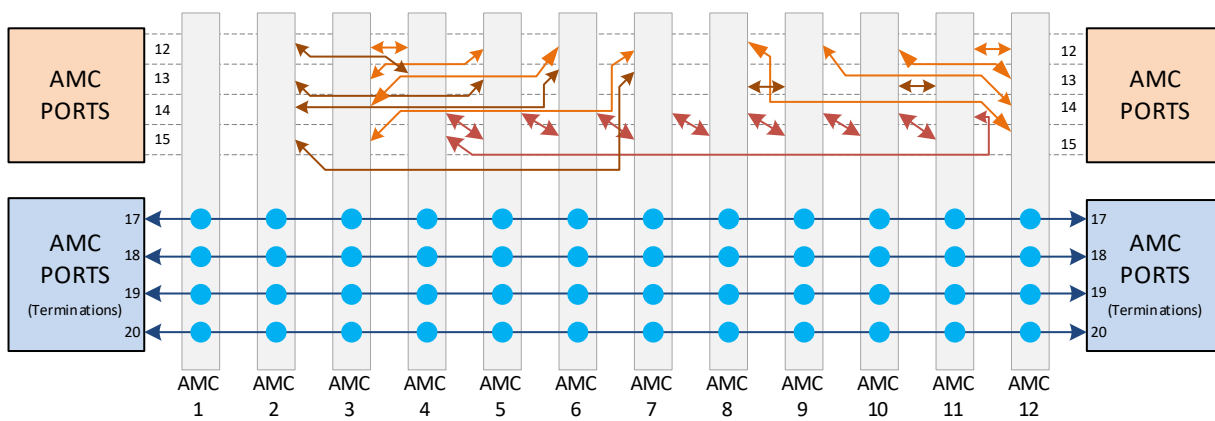 AMC
PORTS
12
13
14
15
12
13
14
15
AMC
PORTS
AMC
PORTS
(Terminations)
17
18
19
20
17
18
19
20
AMC
PORTS
(Terminations)
AMC AMC AMC AMC AMC AMC AMC AMC AMC AMC AMC AMC
1 2 3 4 5 6 7 8 9 10 11 12